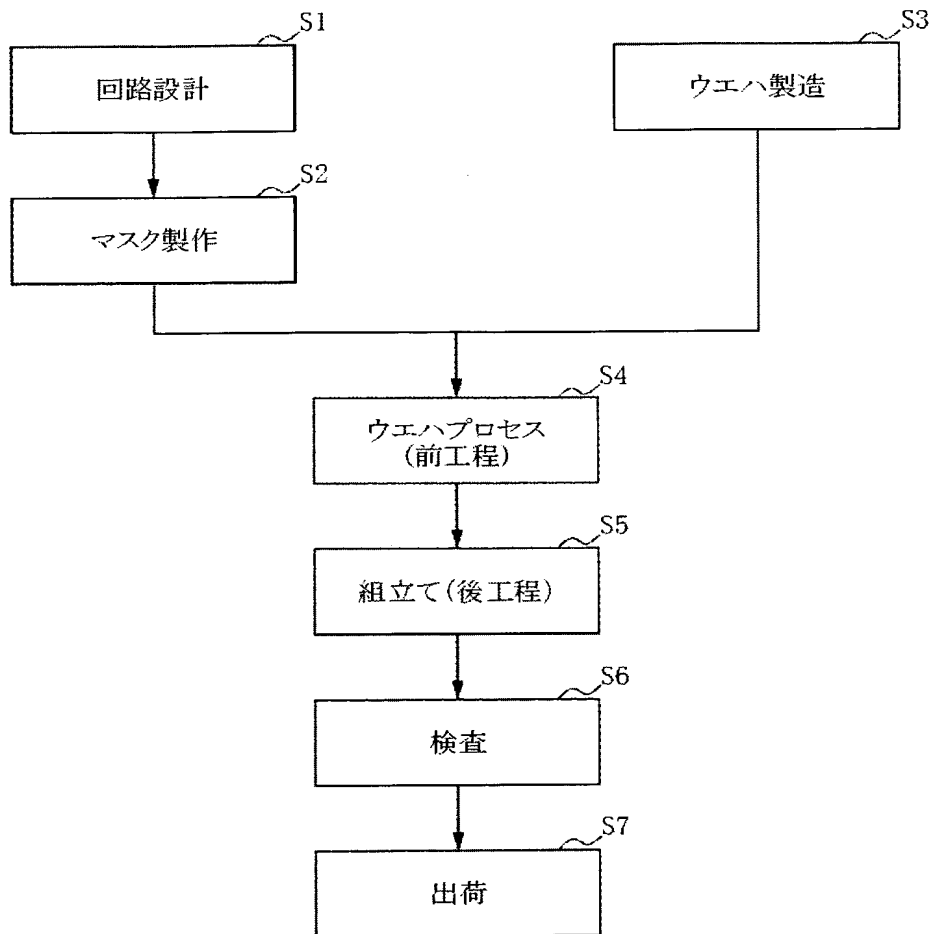 S1
回路設計
S2
マスク製作
S3
ウエハ製造
S4
ウエハプロセス
(前工程)
S5
組立て(後工程)
S6
検査
S7
出荷